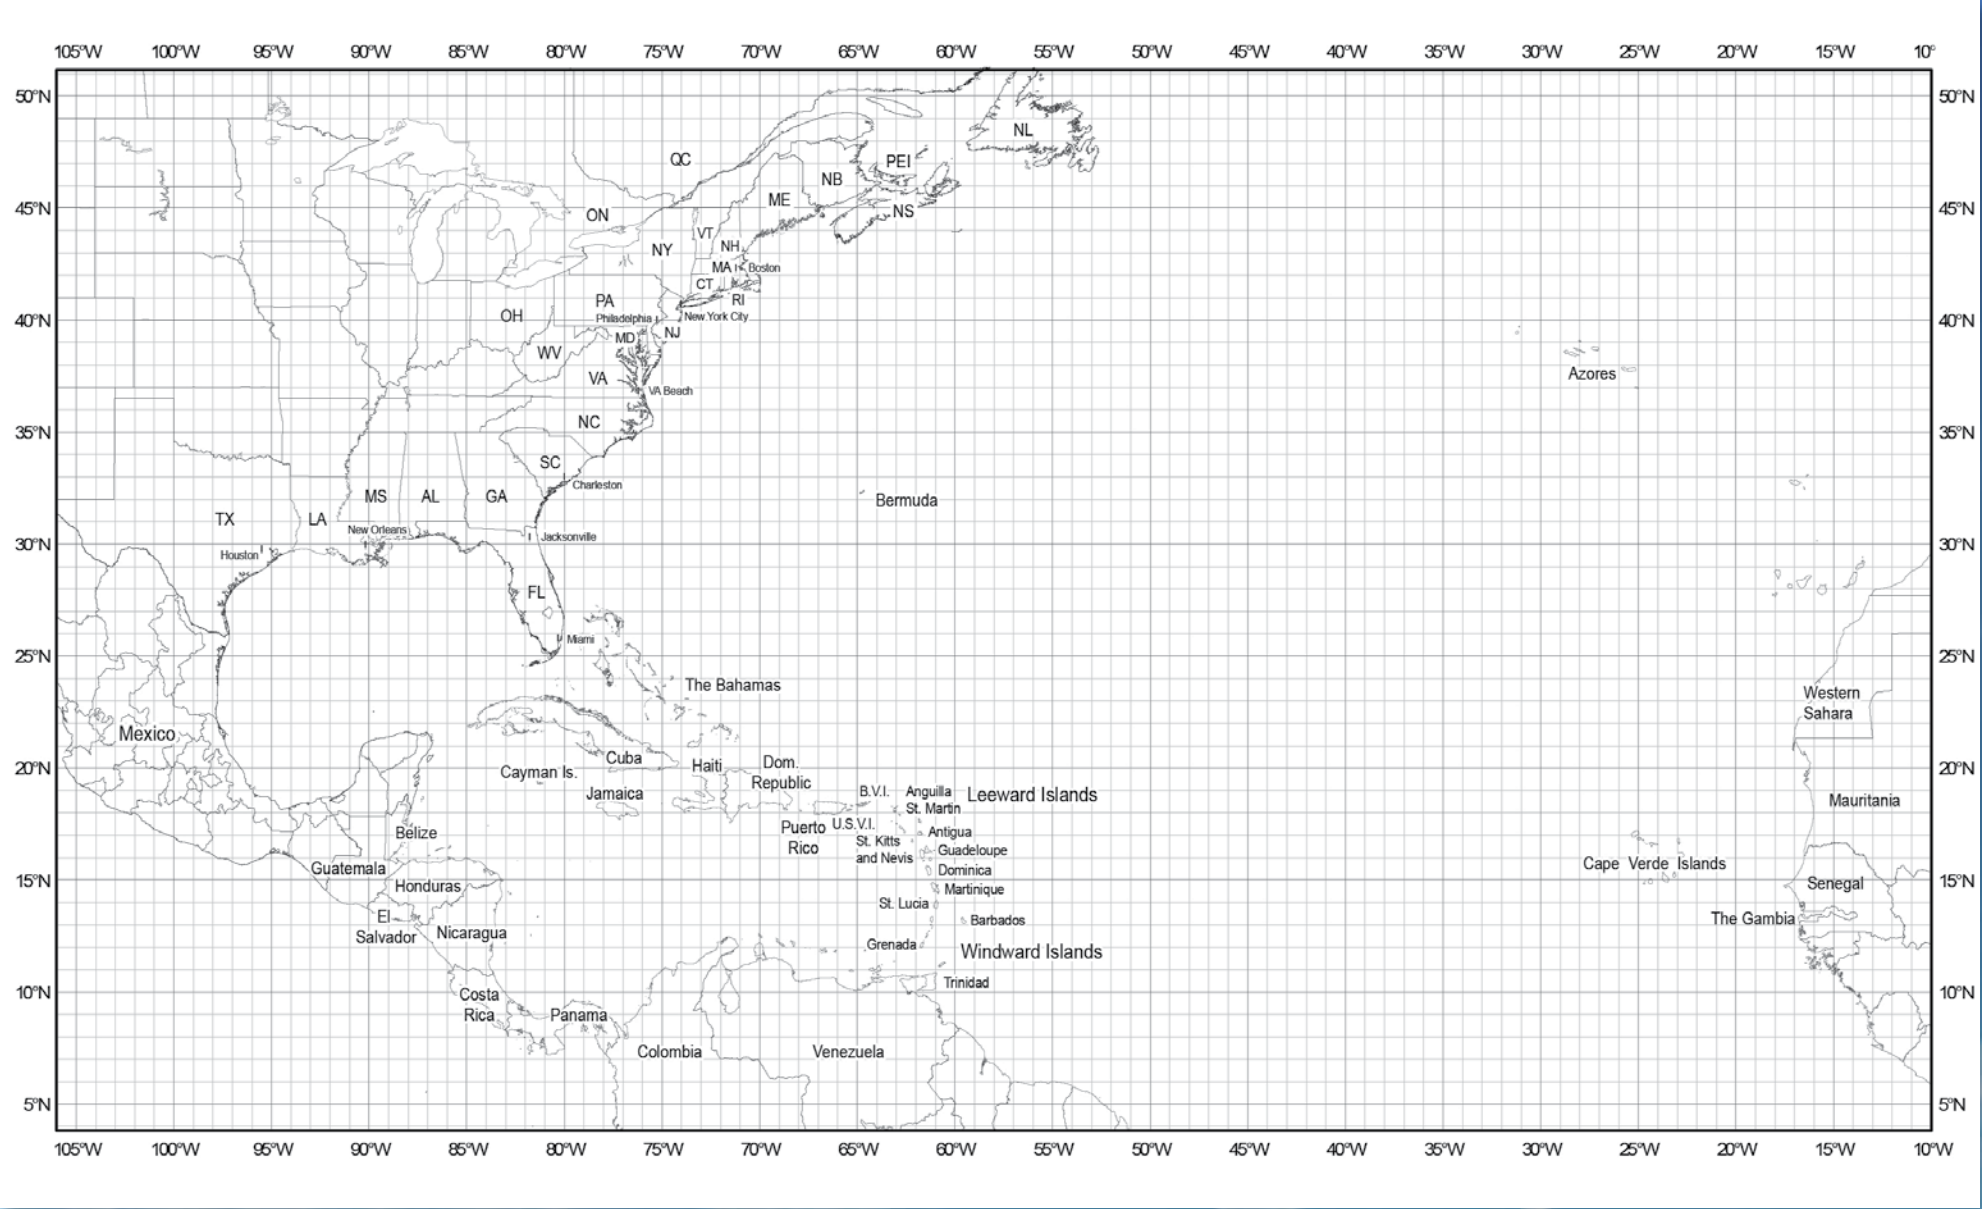 105°W 100°W 95°W 90°W 85°W 80°W 75°W 70°W 65°W 60°W 55°W 50°W 45°W 40°W 35°W 30°W 25°W 20°W 15°W 10°
50°N 50°N
NL
QC
PEI
NB
ME
45°N 45°N
NS
ON
VT
NH
NY
MA
Boston
CT
PA
RI
OH
New York City
Philadelphia
40°N 40°N
NJ
MD
WV
Azores
VA
VA Beach
NC
35°N 35°N
SC
Charleston
MS
AL
GA
Bermuda
TX
LA
New Orleans
Jacksonville
30°N 30°N
Houston
FL
Miami
25°N 25°N
The Bahamas
Western
Sahara
Mexico
Cuba
Haiti
Dom.
Republic
20°N 20°N
Cayman Is.
Jamaica
B.V.I.
Anguilla
St. Martin
Leeward Islands
Mauritania
Puerto
Rico
U.S.V.I.
Belize
Antigua
St. Kitts
and Nevis
Guadeloupe
Cape Verde Islands
Guatemala
Dominica
15°N 15°N
Senegal
Honduras
Martinique
St. Lucia
El
Salvador
Barbados
The Gambia
Nicaragua
Grenada
Windward Islands
Trinidad
10°N 10°N
Costa
Rica
Panama
Colombia
Venezuela
5°N 5°N
105°W 100°W 95°W 90°W 85°W 80°W 75°W 70°W 65°W 60°W 55°W 50°W 45°W 40°W 35°W 30°W 25°W 20°W 15°W 10°W